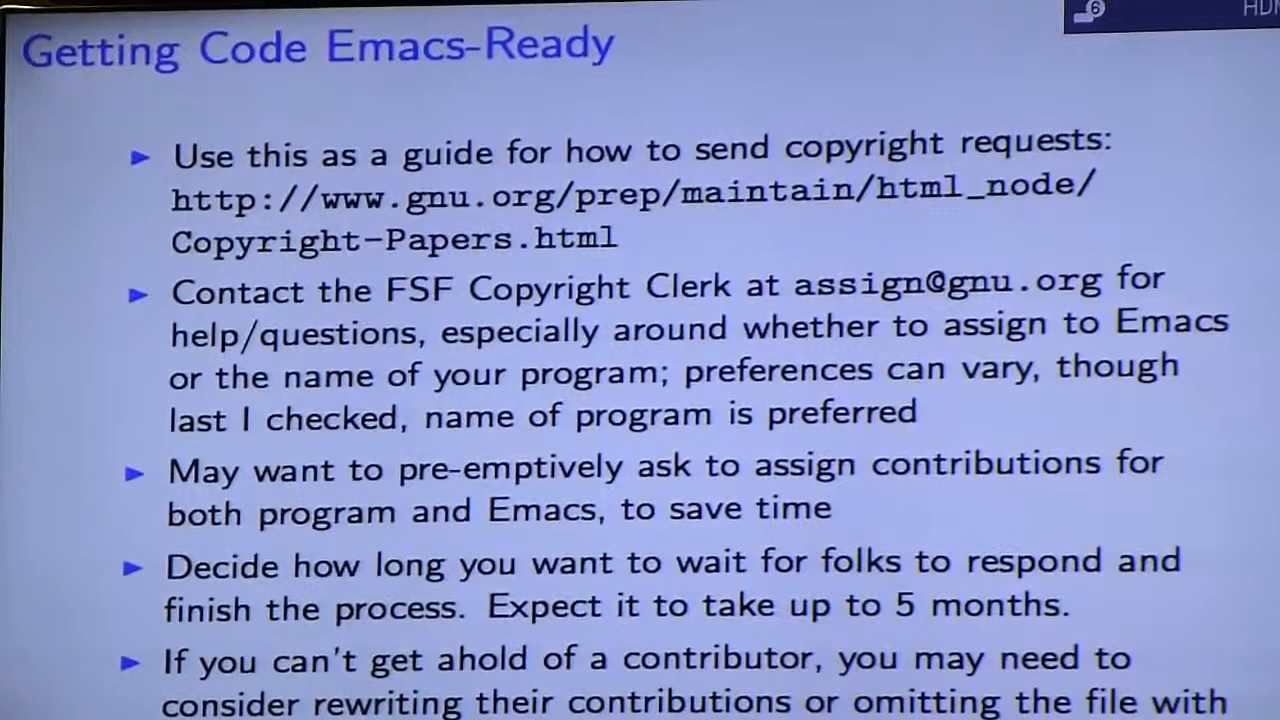 Getting Code Emacs-Ready
6
Use this as a guide for how to send copyright requests:
http://www.gnu.org/prep/maintain/html_node/
Copyright-Papers.html
Contact the FSF Copyright Clerk at assign@gnu.org for
help/questions, especially around whether to assign to Emacs
or the name of your program; preferences can vary, though
last I checked, name of program is preferred
May want to pre-emptively ask to assign contributions for
both program and Emacs, to save time
Decide how long you want to wait for folks to respond and
finish the process. Expect it to take up to 5 months.
If you can't get ahold of a contributor, you may need to
consider rewriting their contributions or omitting the file with